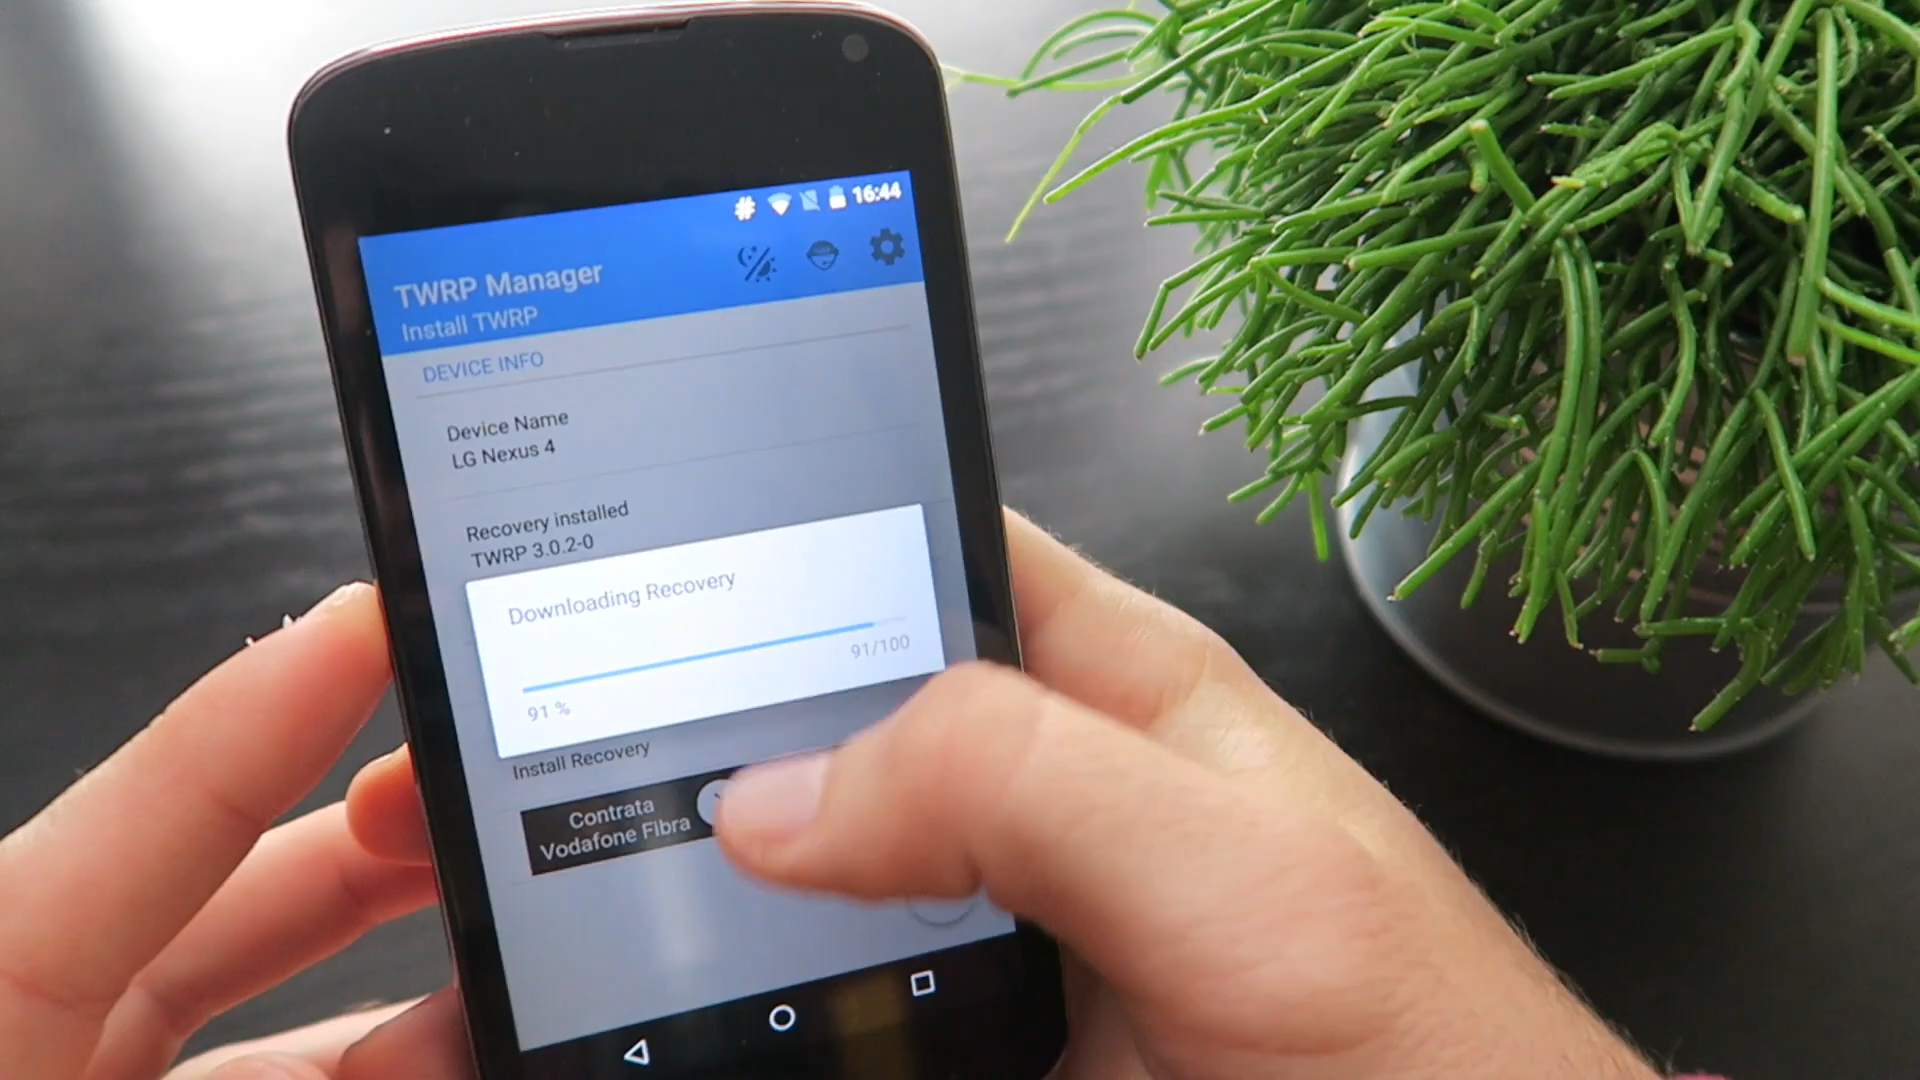 16:44
TWRP Manager
Install TWRP
DEVICE INFO
Device Name
LG Nexus 4
Recovery installed
TWRP 3.0.2-0
Downloading Recovery
91/100
91 %
Install Recovery
Contrata
Vodafone Fibra